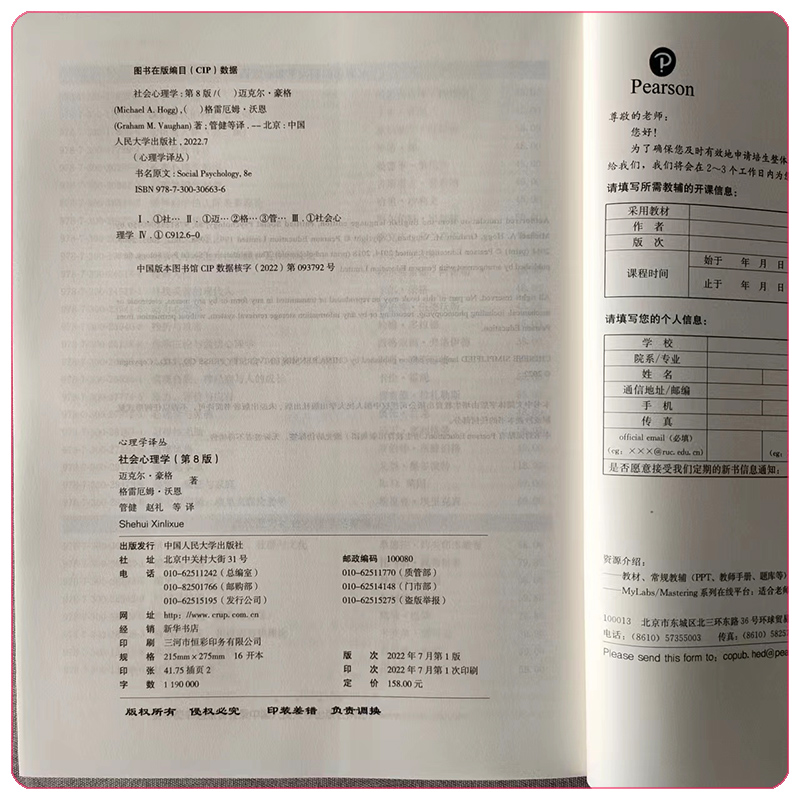 图书在版编目（CIP）数据
社会心理学：第8版 /（ ）迈克尔·豪格
(Michael A. Hogg),（ ）格雷厄姆·沃恩
(Graham M. Vaughan) 著；管健等译. -- 北京：中国
人民大学出版社，2022.7
（心理学译丛）
书名原文：Social Psychology, 8e
ISBN 978-7-300-30663-6
Ⅰ. ①社… Ⅱ. ①迈… ②格… ③管… Ⅲ. ①社会心
理学 Ⅳ. ① C912.6-0
中国版本图书馆 CIP 数据核字（2022）第 093792 号
心理学译丛
社会心理学（第8版）
迈克尔·豪格
著
格雷厄姆·沃恩
管健 赵礼 等 译
Shehui Xinlixue
出版发行 中国人民大学出版社
社 址 北京中关村大街31号 邮政编码 100080
电 话 010-62511242（总编室） 010-62511770（质管部）
010-82501766（邮购部） 010-62514148（门市部）
010-62515195（发行公司） 010-62515275（盗版举报）
网 址 http://www.crup.com.cn
经 销 新华书店
印 刷 三河市恒彩印务有限公司
规 格 215mm×275mm 16开本 版 次 2022年7月第1版
印 张 41.75 插页 2 印 次 2022年7月第1次印刷
字 数 1 190 000 定 价 158.00元
版权所有 侵权必究 印装差错 负责调换
Pearson
尊敬的老师：
您好！
为了确保您及时有效地申请培生整体
给我们，我们将会在2～3个工作日内为您
请填写所需教辅的开课信息：
采用教材
作 者
版 次
课程时间
始于 年 月 日
止于 年 月 日
请填写您的个人信息：
学 校
院系/专业
姓 名
通信地址/邮编
手 机
传 真
official email（必填）
(eg: ×××@ruc.edu.cn) (eg:
是否愿意接受我们定期的新书信息通知：
资源介绍：
——教材、常规教辅（PPT、教师手册、题库等）
——MyLabs/Mastering 系列在线平台：适合老师
100013 北京市东城区北三环东路36号环球贸易
电话：(8610) 57355003 传真：(8610) 58257
Please send this form to: copub.hed@pear